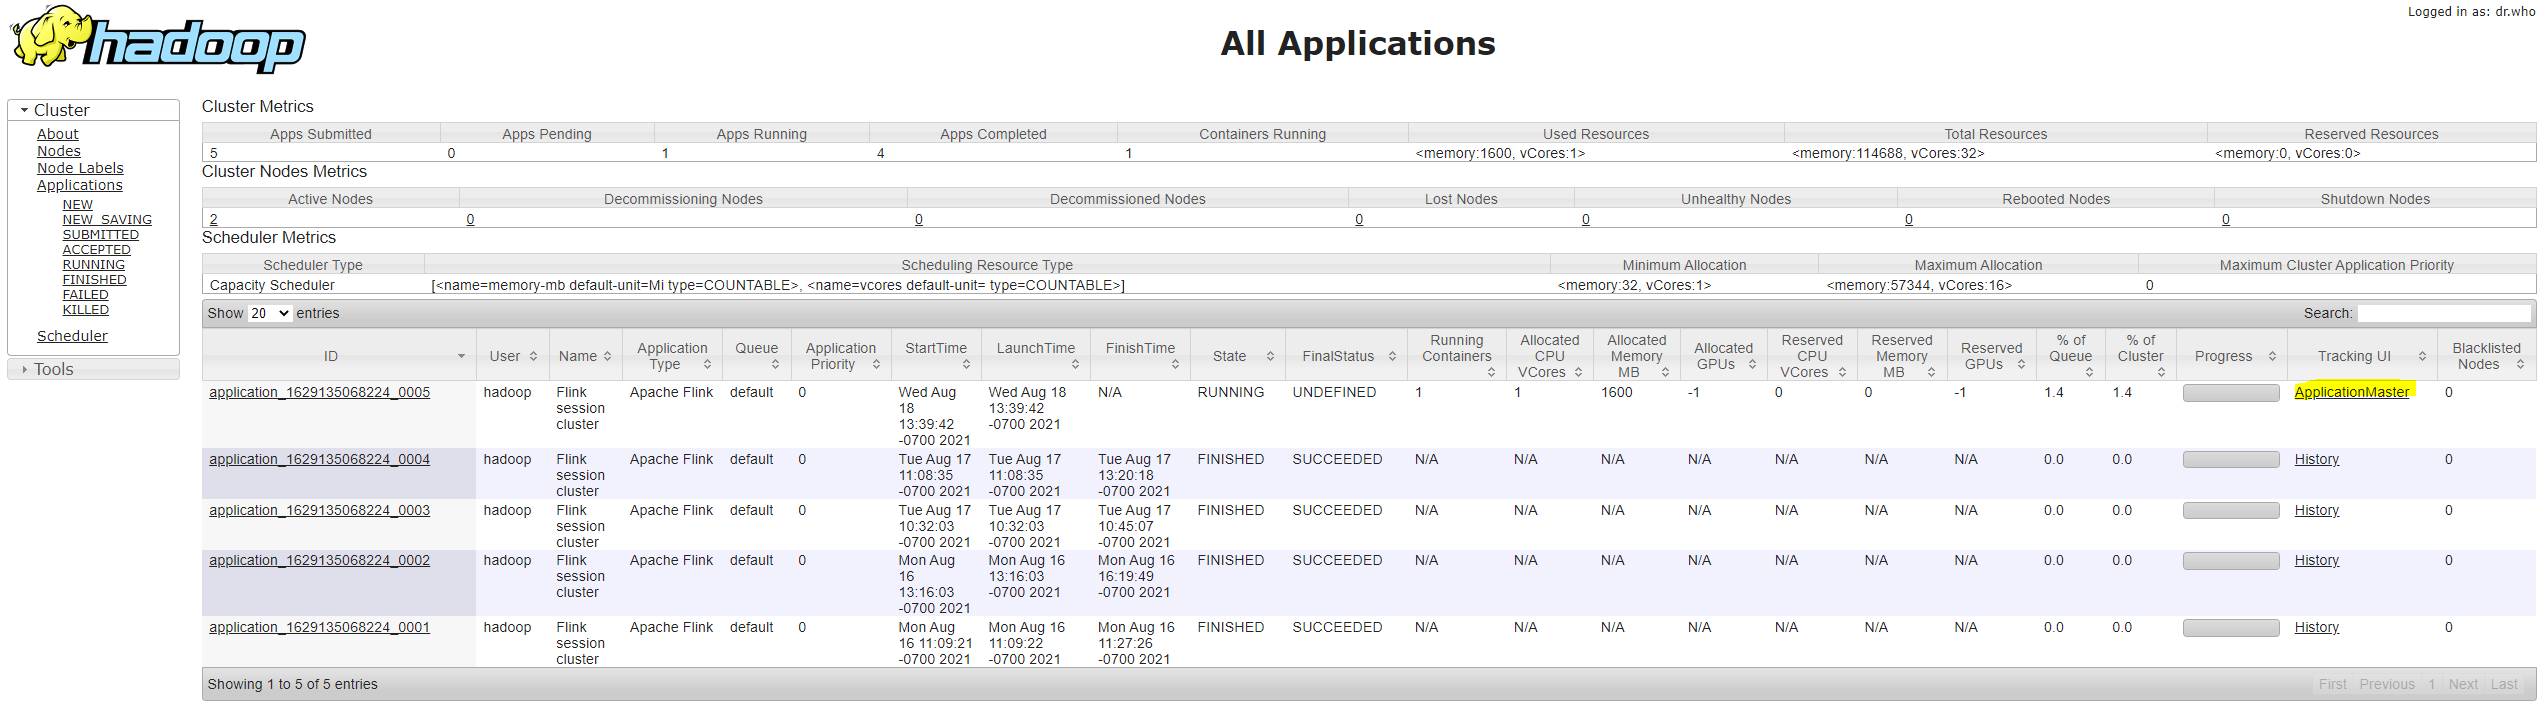 Logged in as: dr.who
hadoop
All Applications
Cluster
About
Nodes
Node Labels
Applications
NEW
NEW_SAVING
SUBMITTED
ACCEPTED
RUNNING
FINISHED
FAILED
KILLED
Scheduler
Tools
Cluster Metrics
Apps Submitted Apps Pending Apps Running Apps Completed Containers Running Used Resources Total Resources Reserved Resources
5 0 1 4 1 <memory:1600, vCores:1> <memory:114688, vCores:32> <memory:0, vCores:0>
Cluster Nodes Metrics
Active Nodes Decommissioning Nodes Decommissioned Nodes Lost Nodes Unhealthy Nodes Rebooted Nodes Shutdown Nodes
2 0 0 0 0 0 0
Scheduler Metrics
Scheduler Type Scheduling Resource Type Minimum Allocation Maximum Allocation Maximum Cluster Application Priority
Capacity Scheduler [<name=memory-mb default-unit=Mi type=COUNTABLE>, <name=vcores default-unit= type=COUNTABLE>] <memory:32, vCores:1> <memory:57344, vCores:16> 0
Show 20 entries Search:
ID User Name Application Type Queue Application Priority StartTime LaunchTime FinishTime State FinalStatus Running Containers Allocated CPU VCores Allocated Memory MB Allocated GPUs Reserved CPU VCores Reserved Memory MB Reserved GPUs % of Queue % of Cluster Progress Tracking UI Blacklisted Nodes
application_1629135068224_0005 hadoop Flink session cluster Apache Flink default 0 Wed Aug 18 13:39:42 -0700 2021 Wed Aug 18 13:39:42 -0700 2021 N/A RUNNING UNDEFINED 1 1 1600 -1 0 0 -1 1.4 1.4 ApplicationMaster 0
application_1629135068224_0004 hadoop Flink session cluster Apache Flink default 0 Tue Aug 17 11:08:35 -0700 2021 Tue Aug 17 11:08:35 -0700 2021 Tue Aug 17 13:20:18 -0700 2021 FINISHED SUCCEEDED N/A N/A N/A N/A N/A N/A N/A 0.0 0.0 History 0
application_1629135068224_0003 hadoop Flink session cluster Apache Flink default 0 Tue Aug 17 10:32:03 -0700 2021 Tue Aug 17 10:32:03 -0700 2021 Tue Aug 17 10:45:07 -0700 2021 FINISHED SUCCEEDED N/A N/A N/A N/A N/A N/A N/A 0.0 0.0 History 0
application_1629135068224_0002 hadoop Flink session cluster Apache Flink default 0 Mon Aug 16 13:16:03 -0700 2021 Mon Aug 16 13:16:03 -0700 2021 Mon Aug 16 16:19:49 -0700 2021 FINISHED SUCCEEDED N/A N/A N/A N/A N/A N/A N/A 0.0 0.0 History 0
application_1629135068224_0001 hadoop Flink session cluster Apache Flink default 0 Mon Aug 16 11:09:21 -0700 2021 Mon Aug 16 11:09:22 -0700 2021 Mon Aug 16 11:27:26 -0700 2021 FINISHED SUCCEEDED N/A N/A N/A N/A N/A N/A N/A 0.0 0.0 History 0
Showing 1 to 5 of 5 entries First Previous 1 Next Last